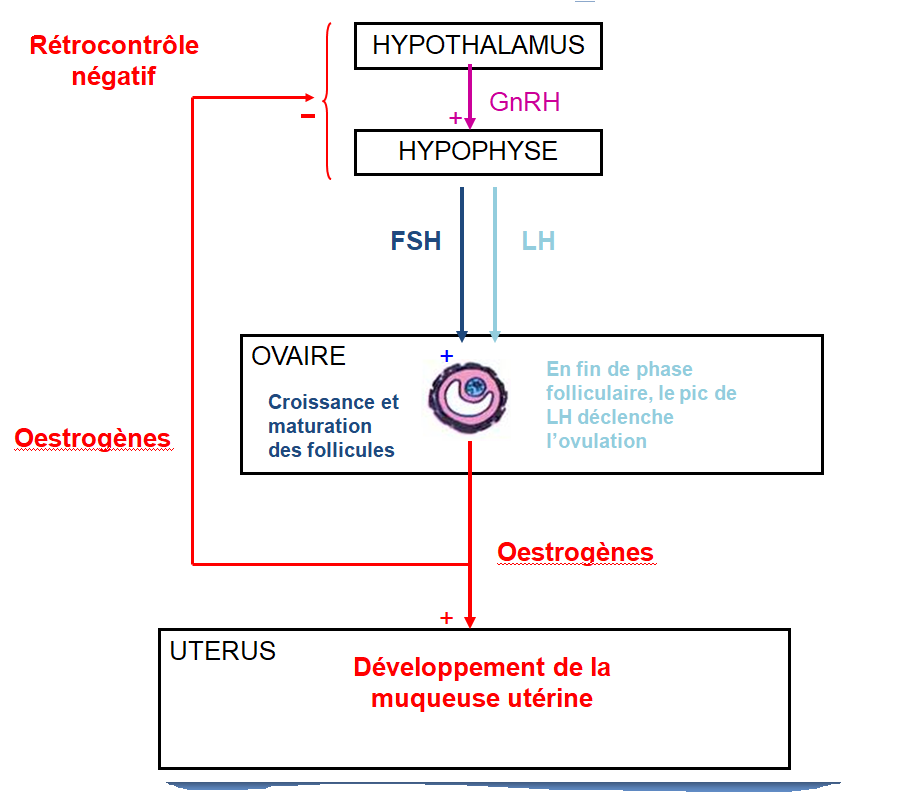 Rétrocontrôle
négatif
HYPOTHALAMUS
GnRH
+
-
HYPOPHYSE
FSH
LH
OVAIRE
+
Croissance et
maturation
des follicules
En fin de phase
folliculaire, le pic de
LH déclenche
l’ovulation
Oestrogènes
Oestrogènes
+
UTERUS
Développement de la
muqueuse utérine